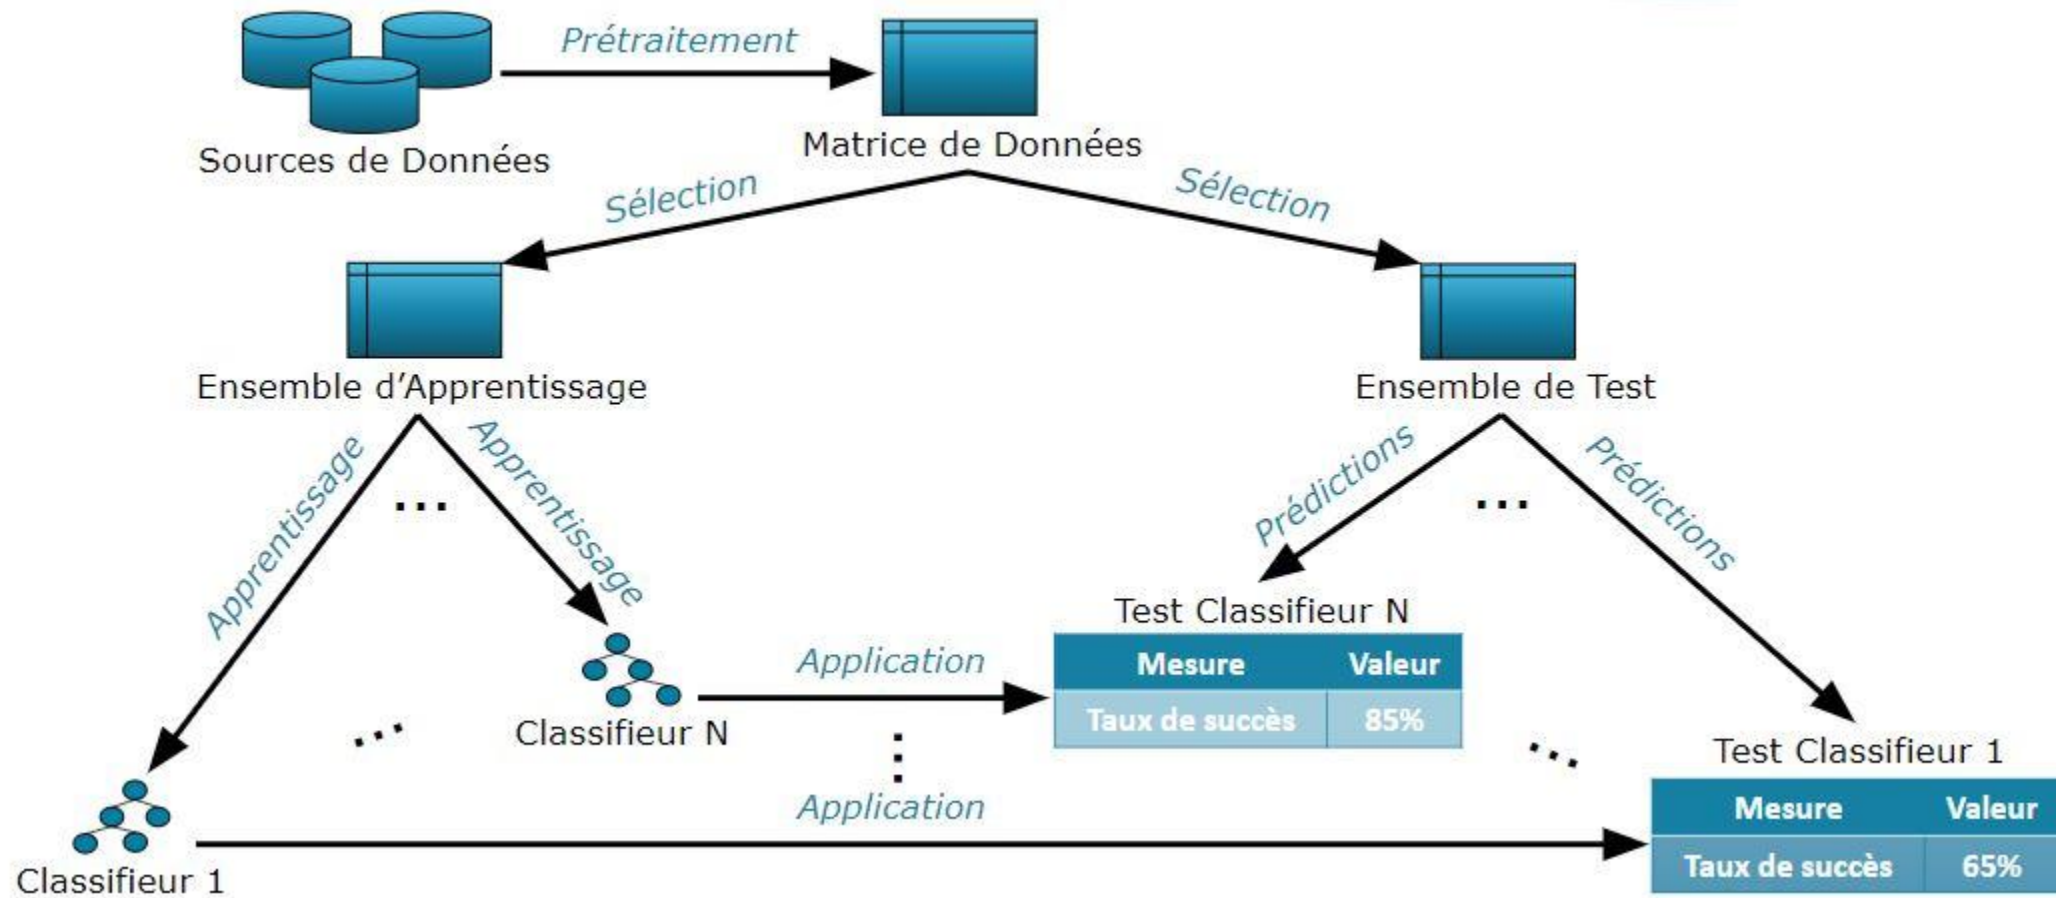 Prétraitement
Sources de Données
Matrice de Données
Sélection
Sélection
Ensemble d'Apprentissage
Ensemble de Test
Apprentissage
...
Apprentissage
Prédictions
...
Prédictions
Classifieur N
...
Application
...
Test Classifieur N
Mesure Valeur
Taux de succès 85%
...
Classifieur 1
Application
Test Classifieur 1
Mesure Valeur
Taux de succès 65%